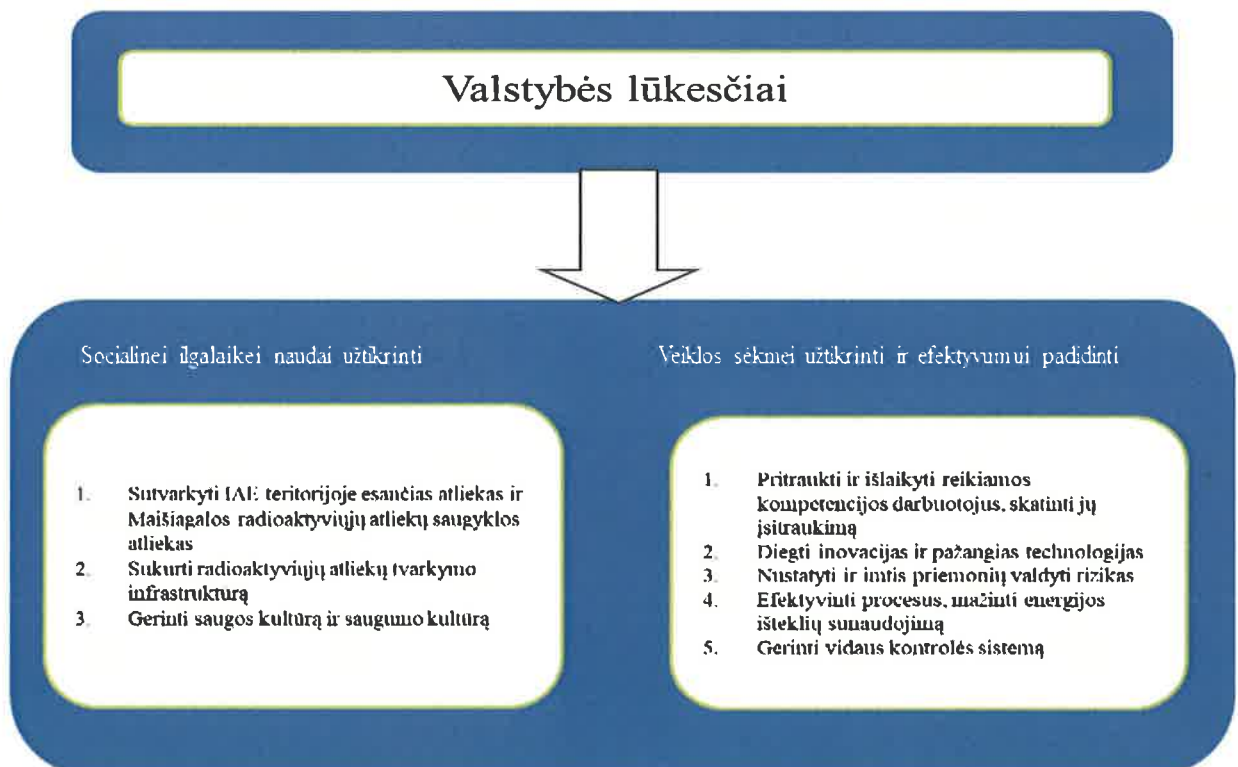 Valstybės lūkesčiai
Socialinei ilgalaikei naudai užtikrinti
1. Sutvarkyti IAE teritorijoje esančias atliekas ir
Maišiagalos radioaktyviųjų atliekų saugyklos
atliekas
2. Sukurti radioaktyviųjų atliekų tvarkymo
infrastruktūrą
3. Gerinti saugos kultūrą ir saugumo kultūrą
Veiklos sėkmei užtikrinti ir efektyvumui padidinti
1. Pritraukti ir išlaikyti reikiamos
kompetencijos darbuotojus, skatinti jų
įsitraukimą
2. Diegti inovacijas ir pažangias technologijas
3. Nustatyti ir imtis priemonių valdyti rizikas
4. Efektyvinti procesus, mažinti energijos
išteklių sunaudojimą
5. Gerinti vidaus kontrolės sistemą